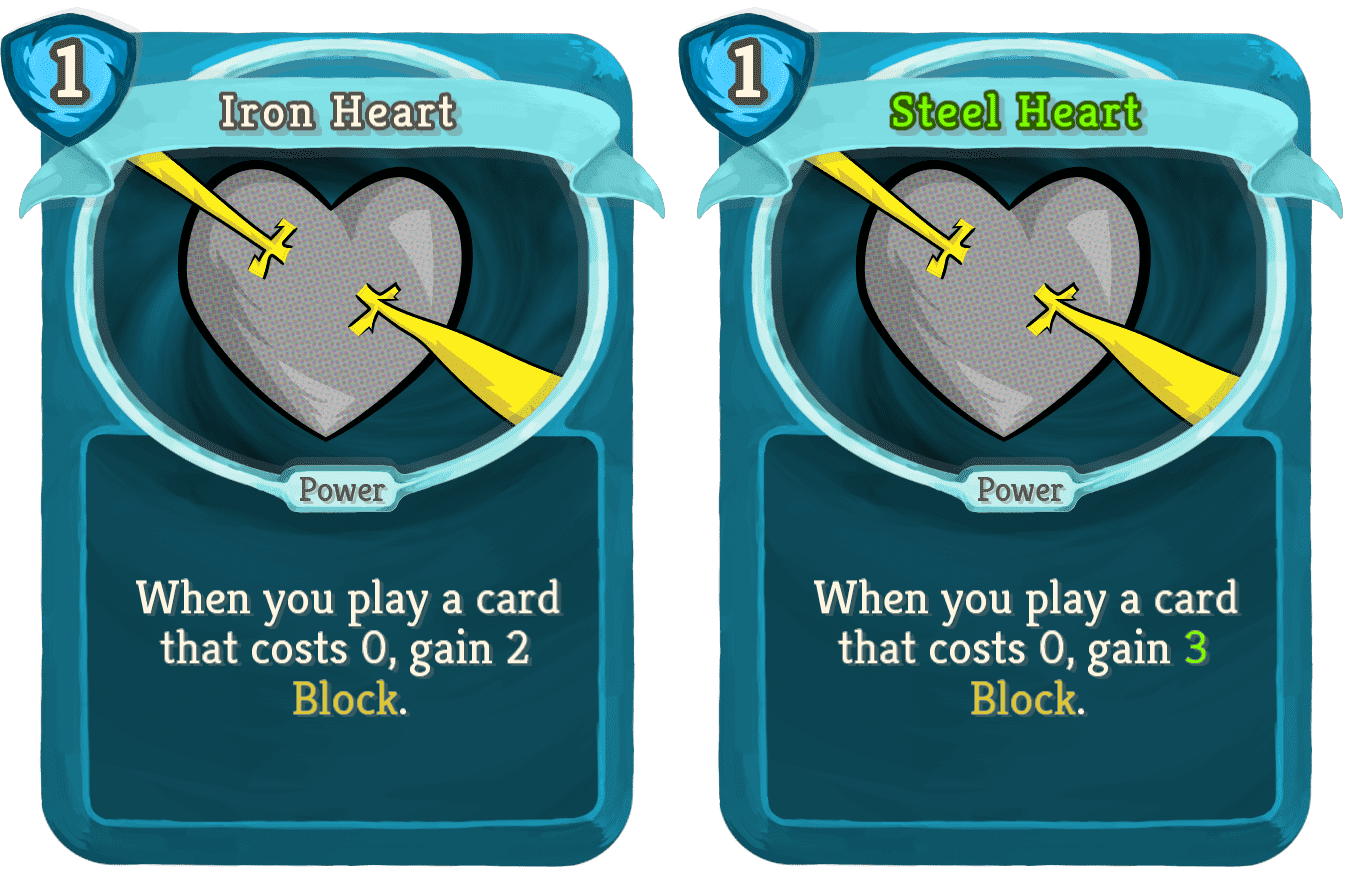 1
Iron Heart
Power
When you play a card
that costs 0, gain 2
Block.
1
Steel Heart
Power
When you play a card
that costs 0, gain 3
Block.